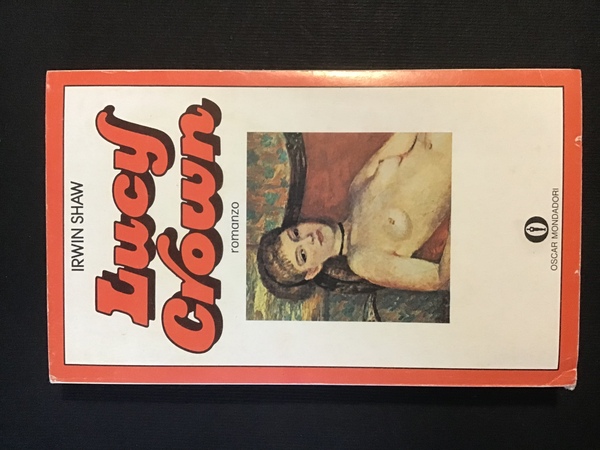 IRWIN SHAW
Lucy
Crown
romanzo
OSCAR MONDADORI